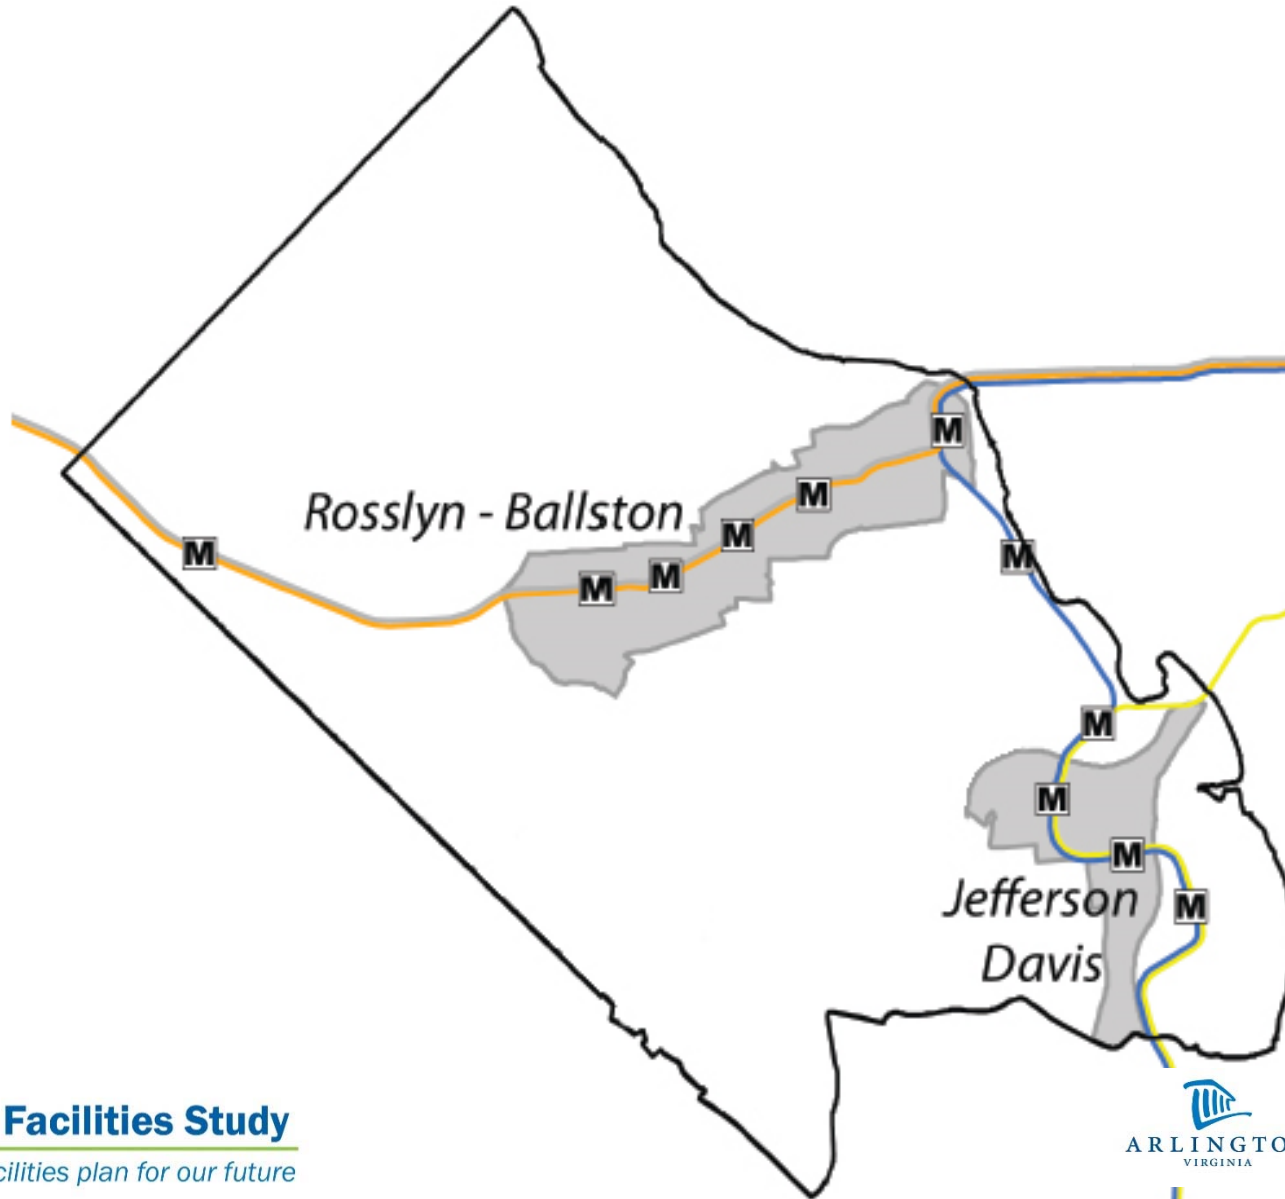 M
Rosslyn - Ballston
M
M
M
M
M
M
M
M
M
Jefferson
M
Davis
Facilities Study
cilities plan for our future
ARLINGTO
VIRGINIA